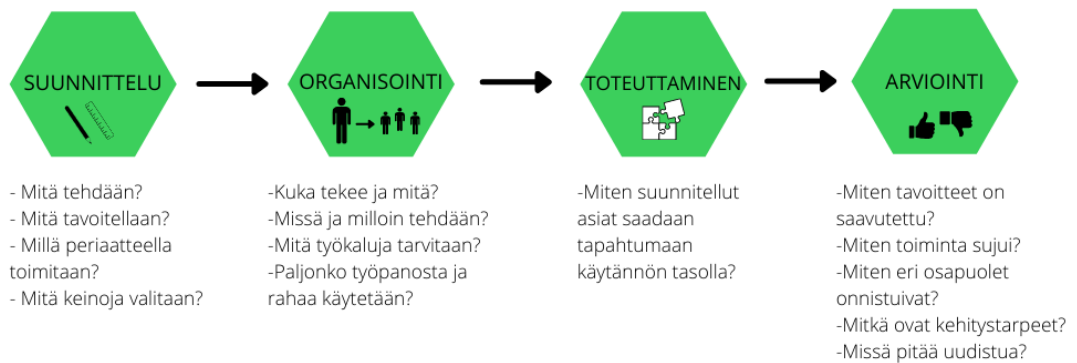 SUUNNITTELU
ORGANISOINTI
TOTEUTTAMINEN
ARVIOINTI
- Mitä tehdään?
- Mitä tavoitellaan?
- Millä periaatteella
toimitaan?
- Mitä keinoja valitaan?
-Kuka tekee ja mitä?
-Missä ja milloin tehdään?
-Mitä työkaluja tarvitaan?
-Paljonko työpanosta ja
rahaa käytetään?
-Miten suunnitellut
asiat saadaan
tapahtumaan
käytännön tasolla?
-Miten tavoitteet on
saavutettu?
-Miten toiminta sujui?
-Miten eri osapuolet
onnistuivat?
-Mitkä ovat kehitystarpeet?
-Missä pitää uudistua?